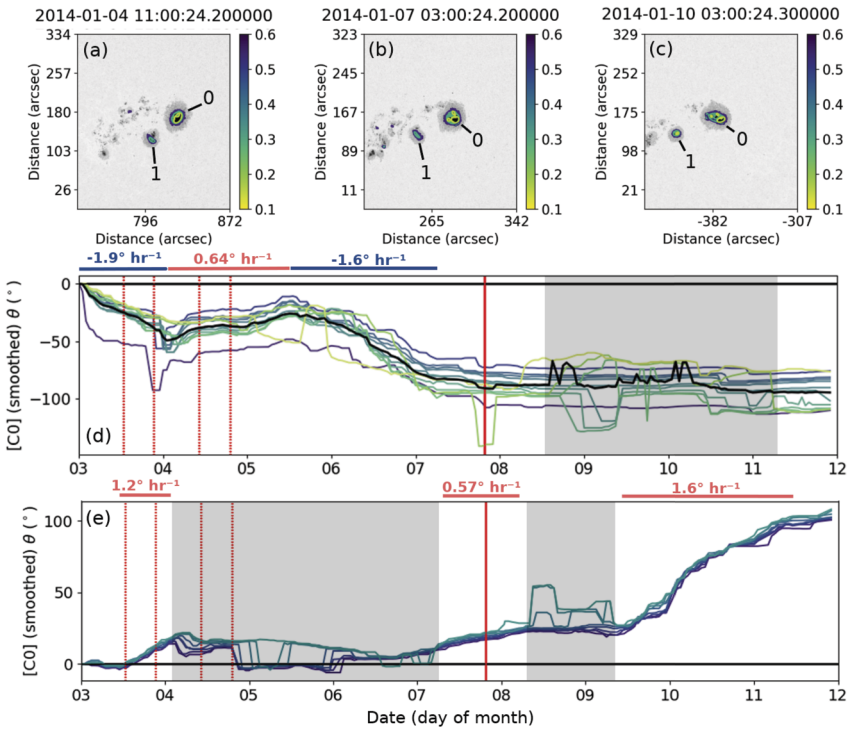 2014-01-04 11:00:24.200000
2014-01-07 03:00:24.200000
2014-01-10 03:00:24.300000
(a)
334
257
180
103
26
Distance (arcsec)
796
872
Distance (arcsec)
0
1
0.6
0.5
0.4
0.3
0.2
0.1
(b)
323
245
167
89
11
Distance (arcsec)
265
342
Distance (arcsec)
0
1
0.6
0.5
0.4
0.3
0.2
0.1
(c)
329
252
175
98
21
Distance (arcsec)
-382
-307
Distance (arcsec)
0
1
0.6
0.5
0.4
0.3
0.2
0.1
-1.9° hr⁻¹
0.64° hr⁻¹
-1.6° hr⁻¹
[C0] (smoothed) θ (°)
0
−50
−100
(d)
03 04 05 06 07 08 09 10 11 12
1.2° hr⁻¹
0.57° hr⁻¹
1.6° hr⁻¹
[C0] (smoothed) θ (°)
100
50
0
(e)
03 04 05 06 07 08 09 10 11 12
Date (day of month)